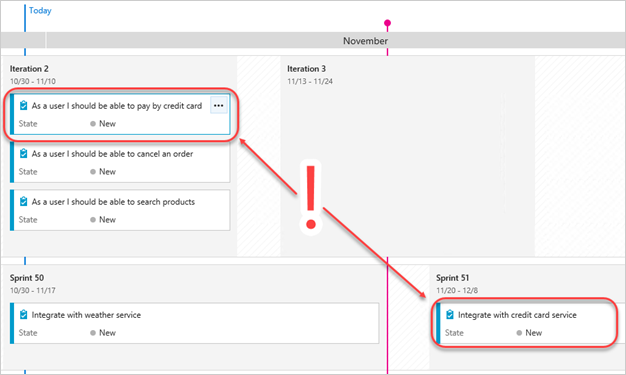 Today
November
Iteration 2
10/30 - 11/10
As a user I should be able to pay by credit card
State New
As a user I should be able to cancel an order
State New
As a user I should be able to search products
State New
Iteration 3
11/13 - 11/24
!
Sprint 50
10/30 - 11/17
Integrate with weather service
State New
Sprint 51
11/20 - 12/8
Integrate with credit card service
State New